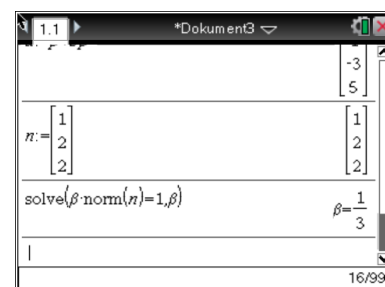 1.1 *Dokument3
-3
5
n:=[1 2 2] [1 2 2]
solve(β·norm(n)=1,β) β=1/3
16/99